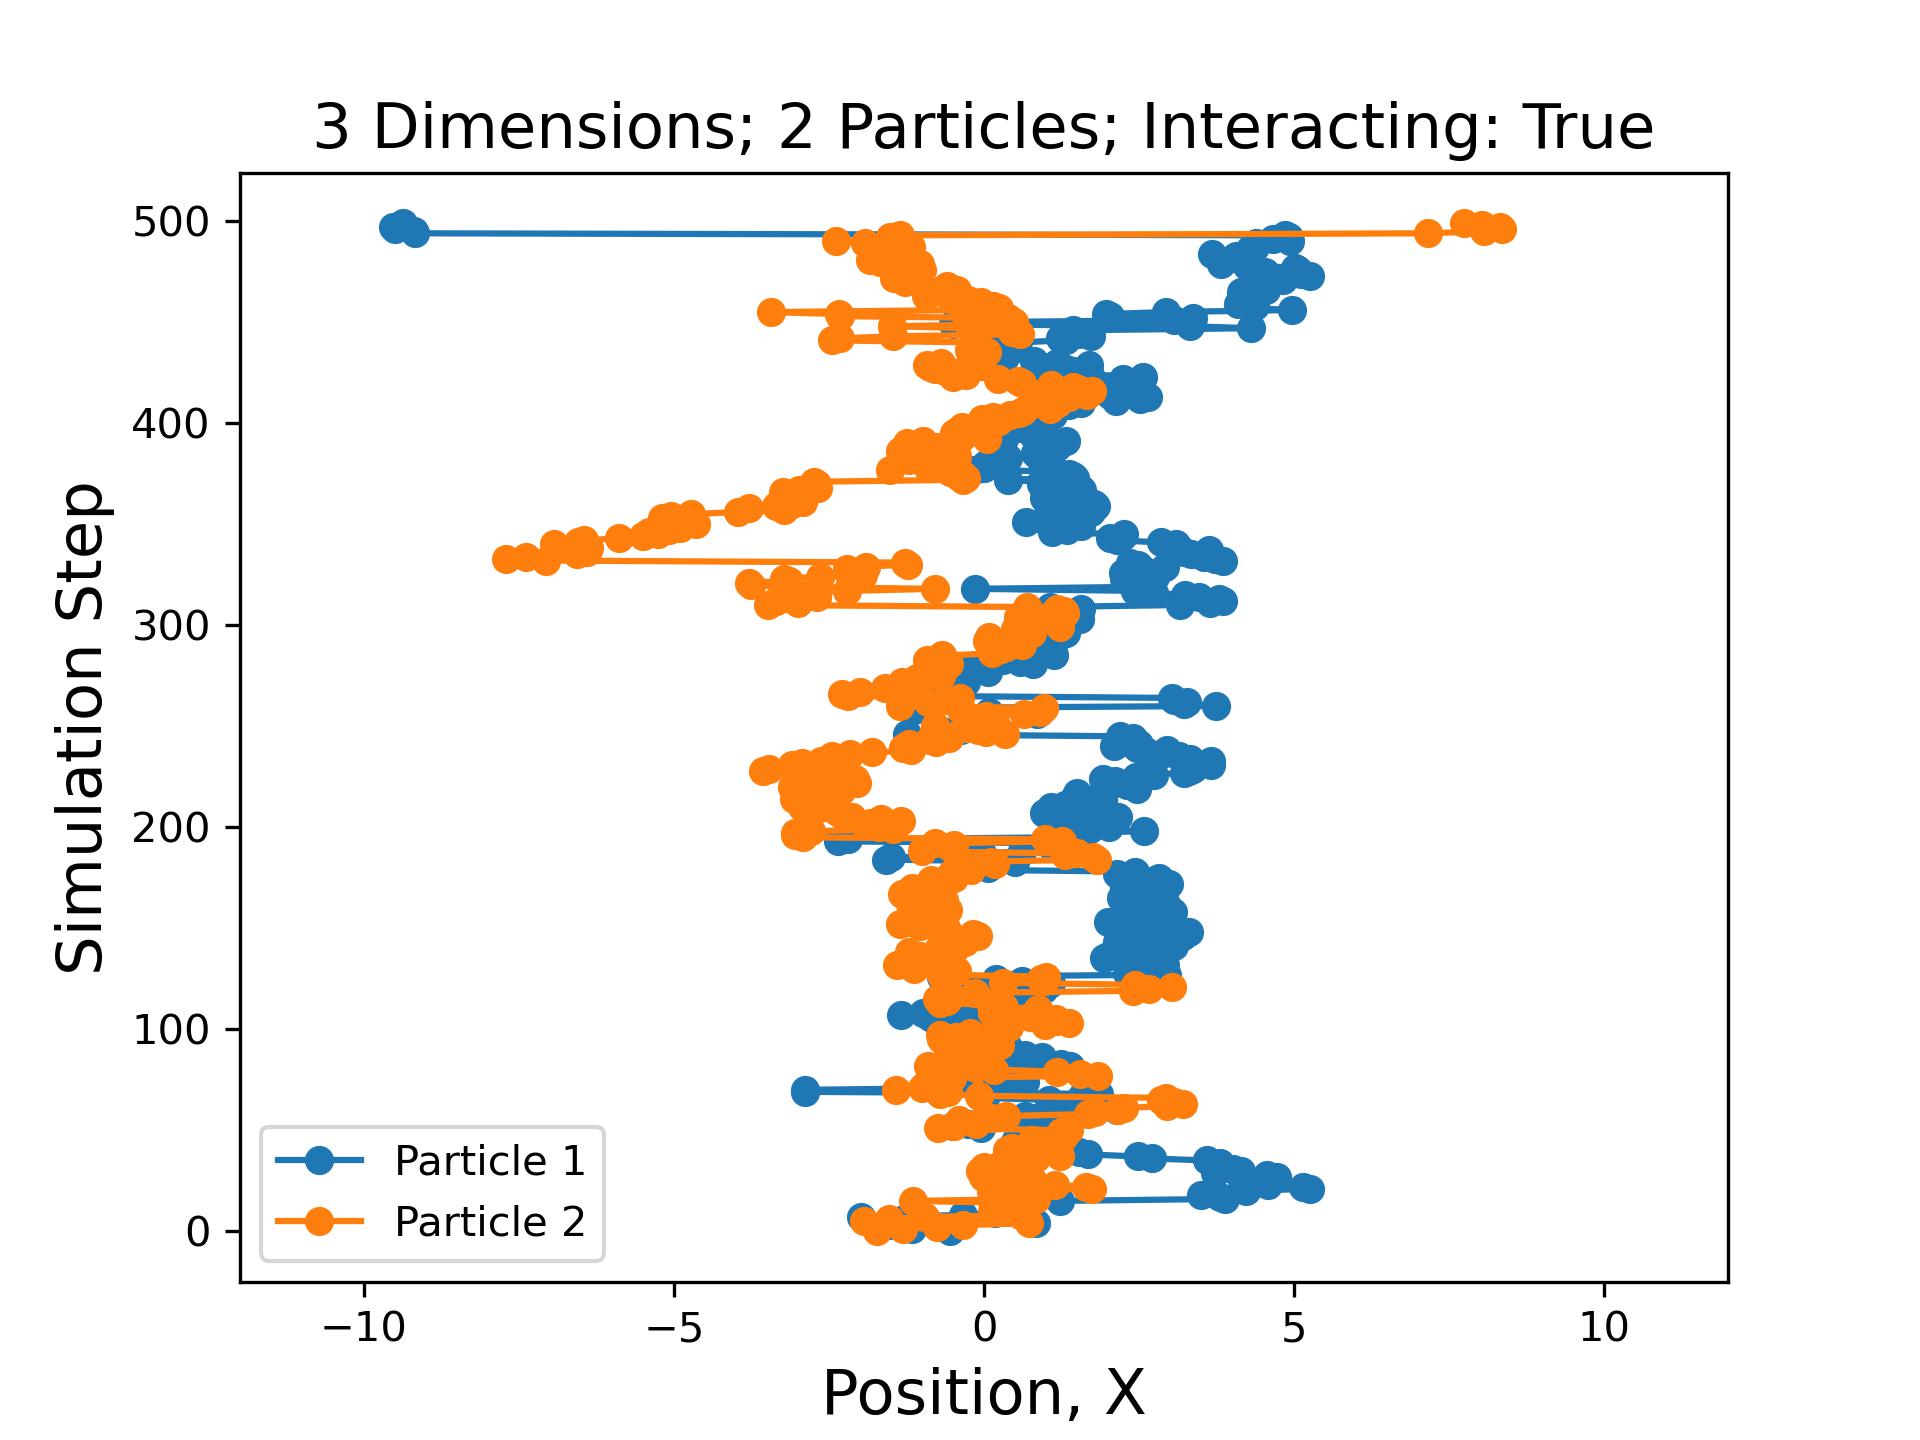 3 Dimensions; 2 Particles; Interacting: True
Simulation Step
500
400
300
200
100
0
Particle 1
Particle 2
−10
−5
0
5
10
Position, X